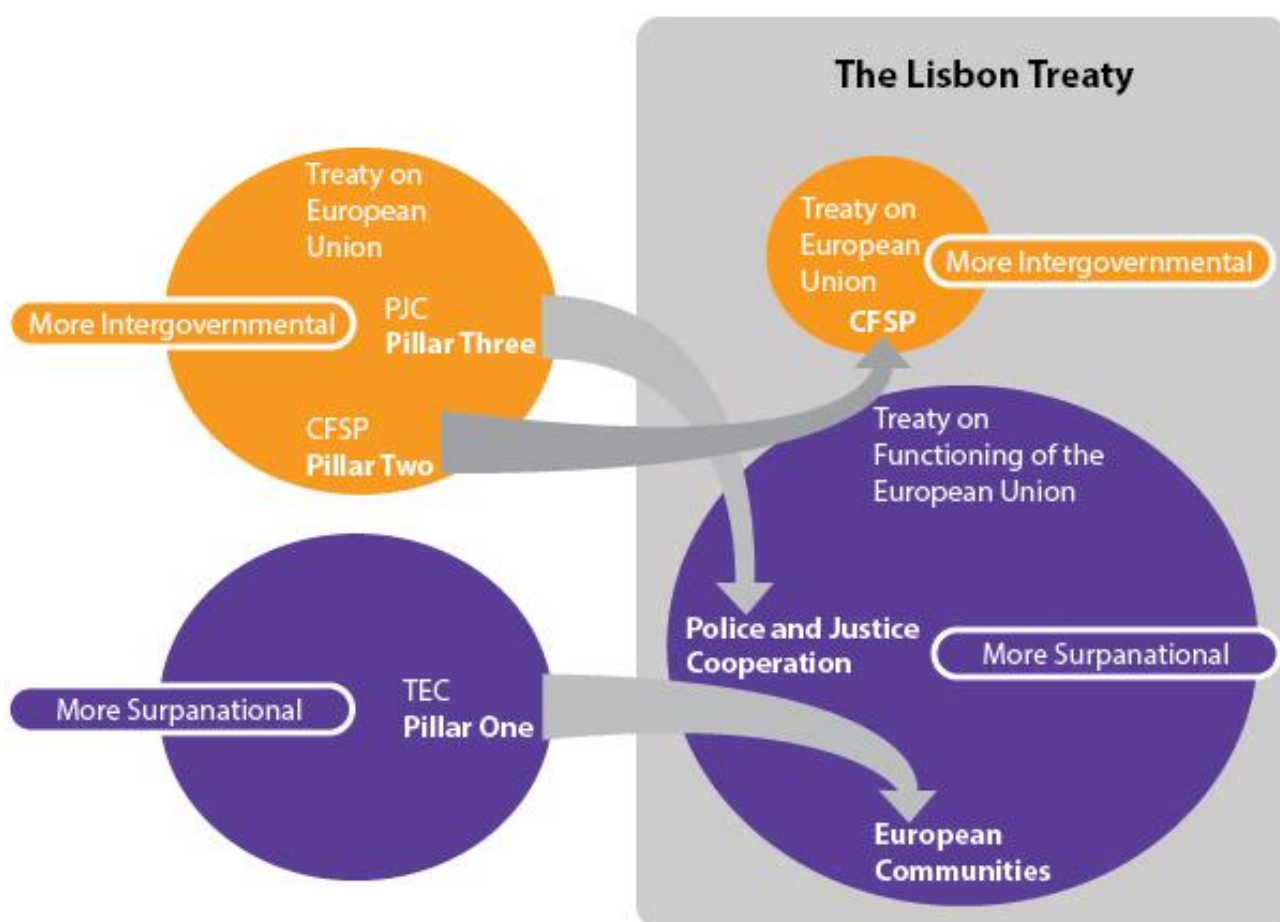 The Lisbon Treaty
Treaty on
European
Union
More Intergovernmental
PJC
Pillar Three
CFSP
Pillar Two
More Surpanational
TEC
Pillar One
Treaty on
European
Union
CFSP
More Intergovernmental
Treaty on
Functioning of the
European Union
Police and Justice
Cooperation
More Surpanational
European
Communities